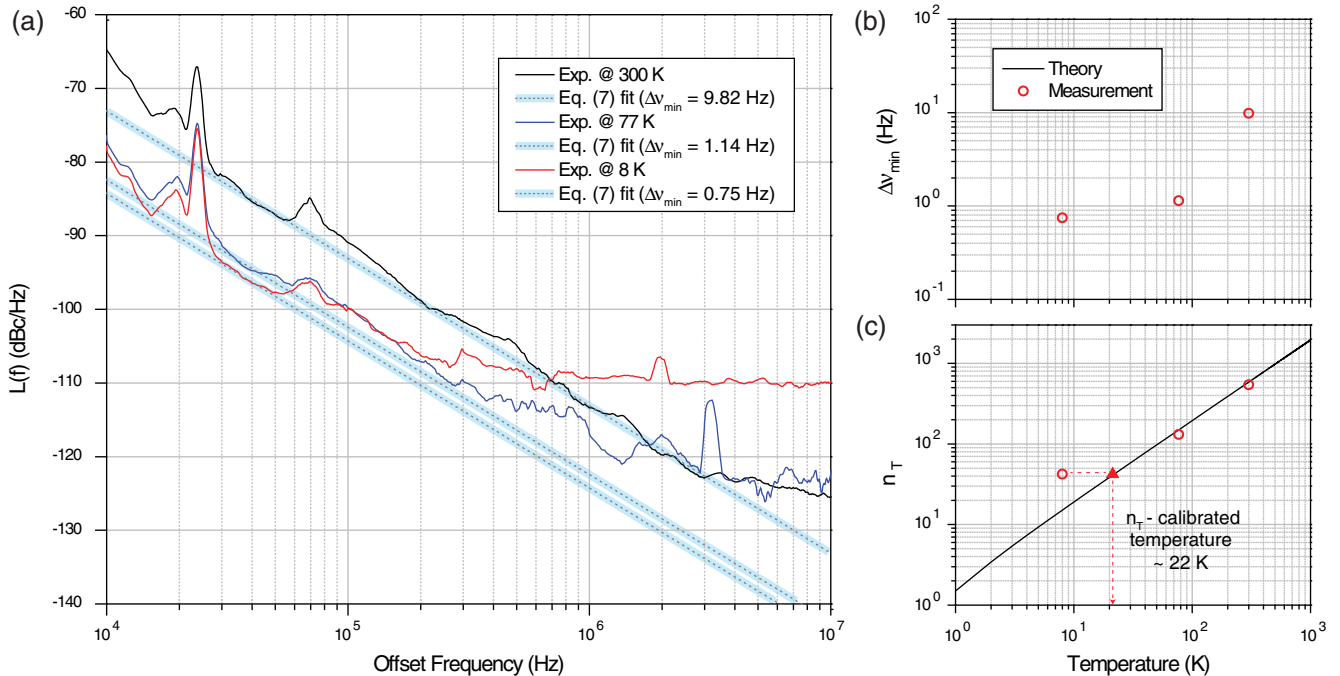 (a)
-60
-70
-80
-90
-100
-110
-120
-130
-140
L(f) (dBc/Hz)
10^4
10^5
10^6
10^7
Offset Frequency (Hz)
Exp. @ 300 K
Eq. (7) fit (Δν_min = 9.82 Hz)
Exp. @ 77 K
Eq. (7) fit (Δν_min = 1.14 Hz)
Exp. @ 8 K
Eq. (7) fit (Δν_min = 0.75 Hz)
(b)
10^2
10^1
10^0
10^-1
Δν_min (Hz)
Theory
Measurement
(c)
10^3
10^2
10^1
10^0
n_T
n_T - calibrated
temperature
~ 22 K
10^0
10^1
10^2
10^3
Temperature (K)